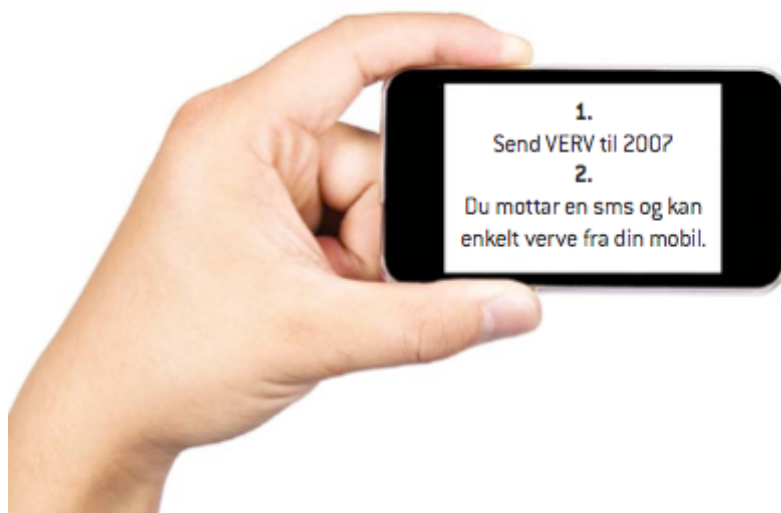 1.
Send VERV til 2007
2.
Du mottar en sms og kan
enkelt verve fra din mobil.